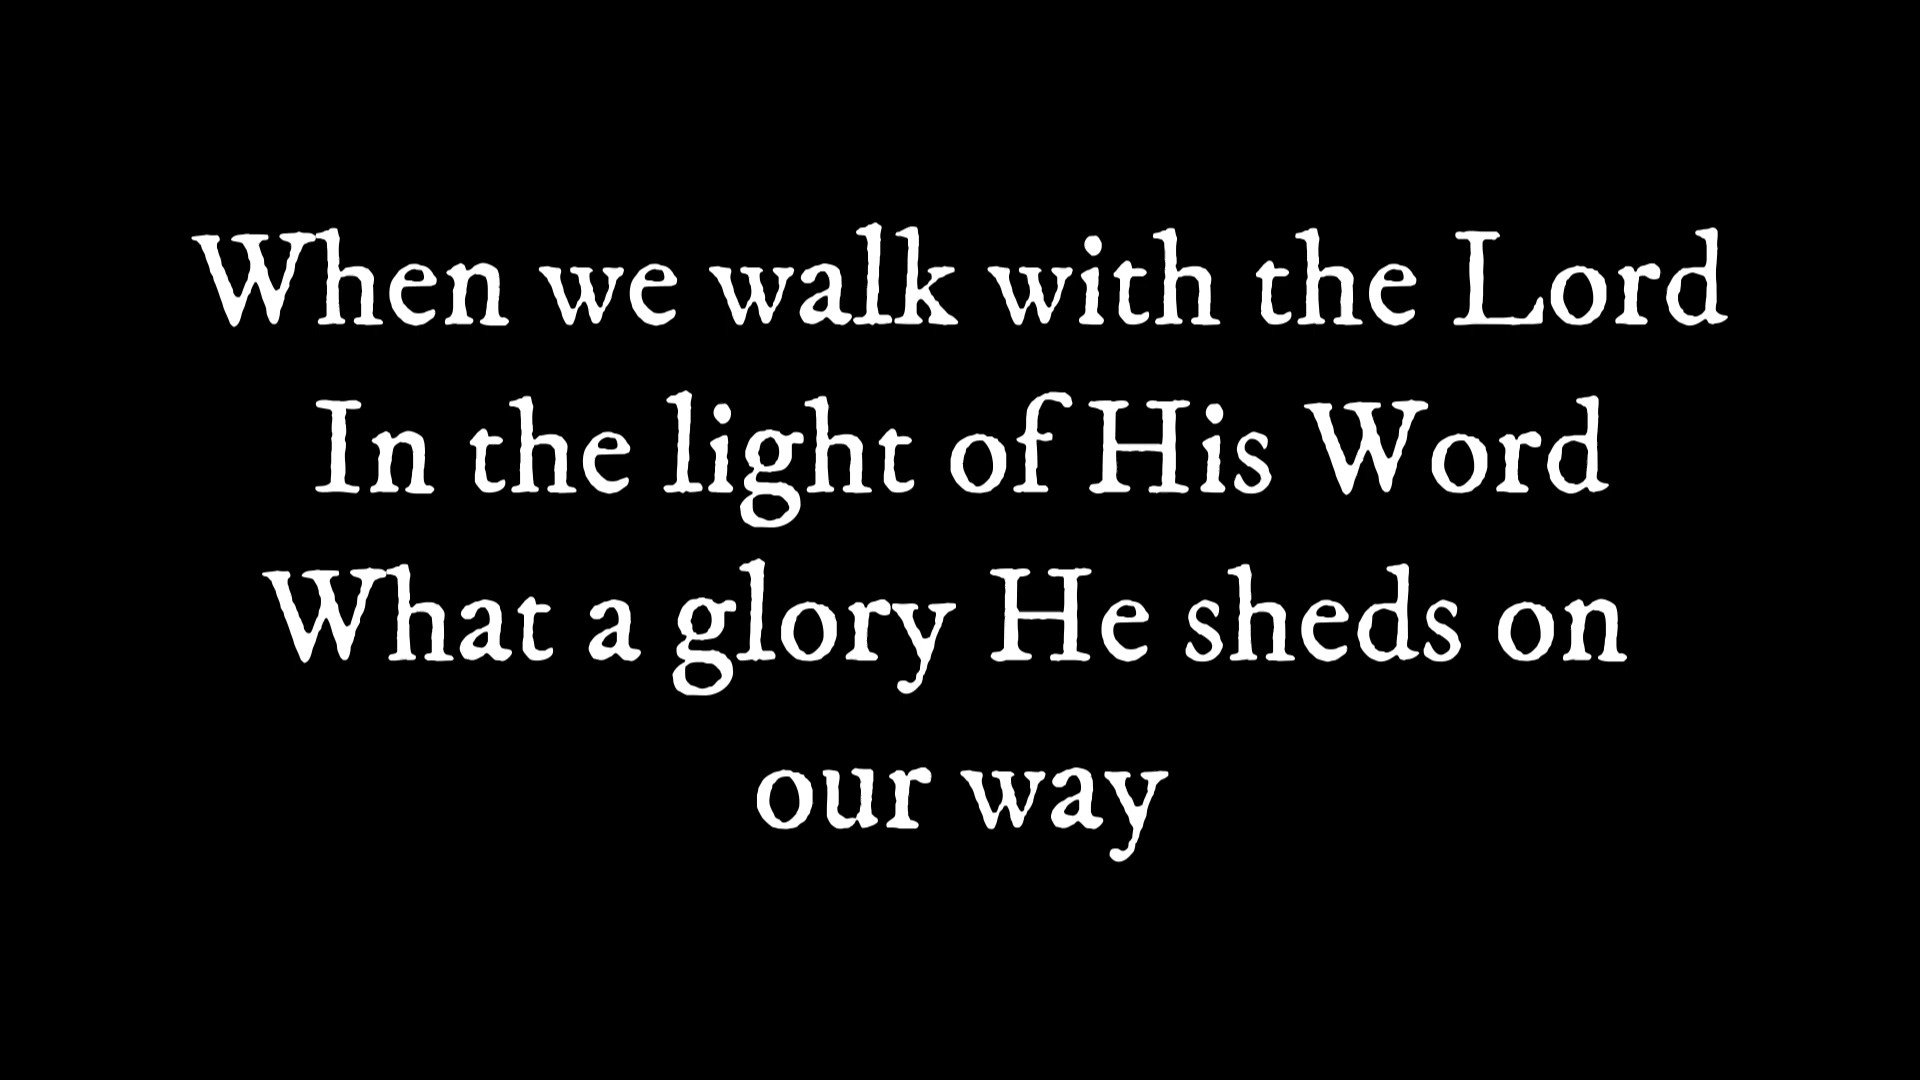 When we walk with the Lord
In the light of His Word
What a glory He sheds on
our way